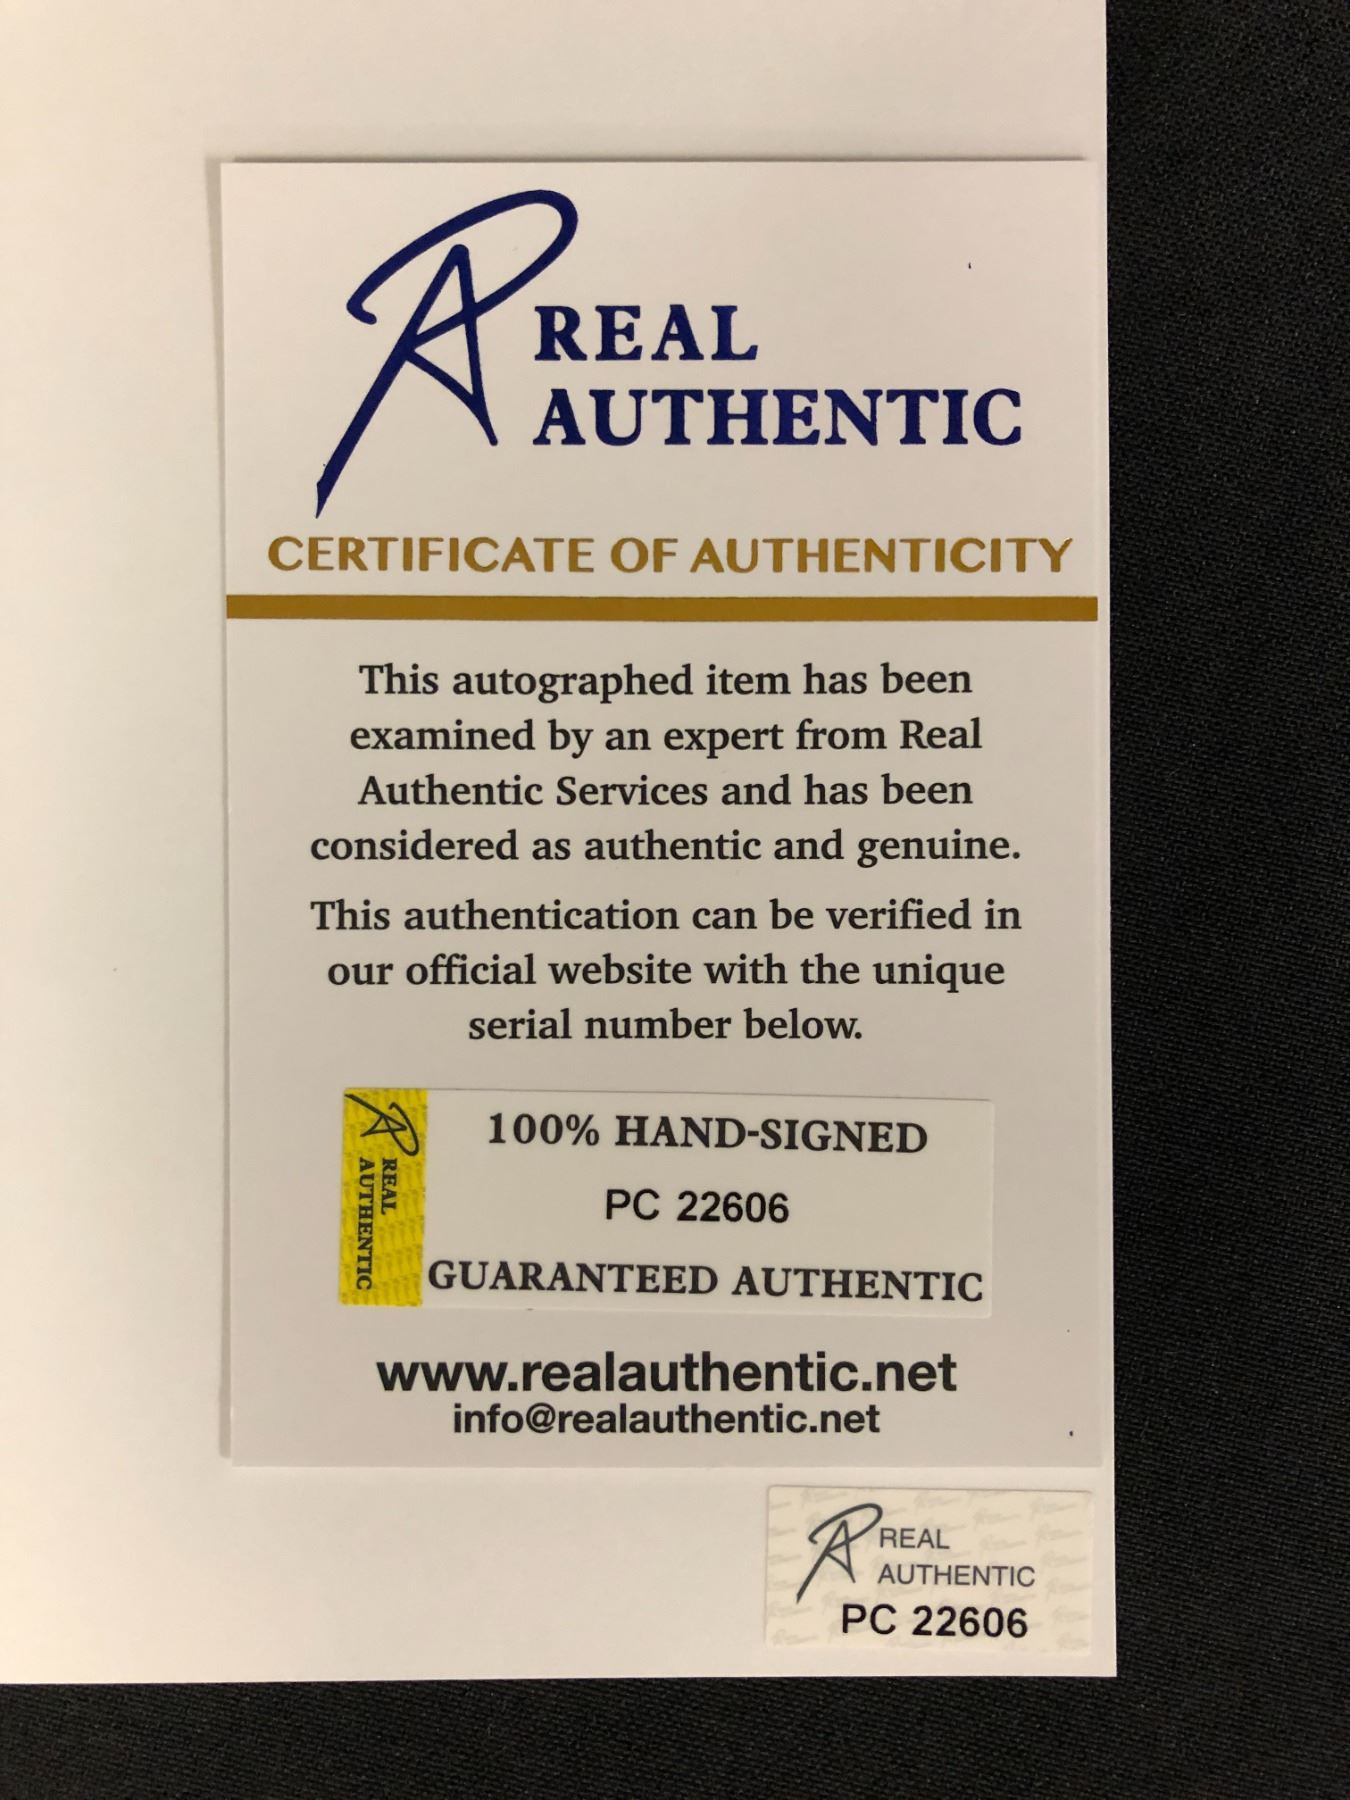 REAL
AUTHENTIC
CERTIFICATE OF AUTHENTICITY
This autographed item has been
examined by an expert from Real
Authentic Services and has been
considered as authentic and genuine.
This authentication can be verified in
our official website with the unique
serial number below.
REAL
AUTHENTIC
100% HAND-SIGNED
PC 22606
GUARANTEED AUTHENTIC
www.realauthentic.net
info@realauthentic.net
REAL
AUTHENTIC
PC 22606